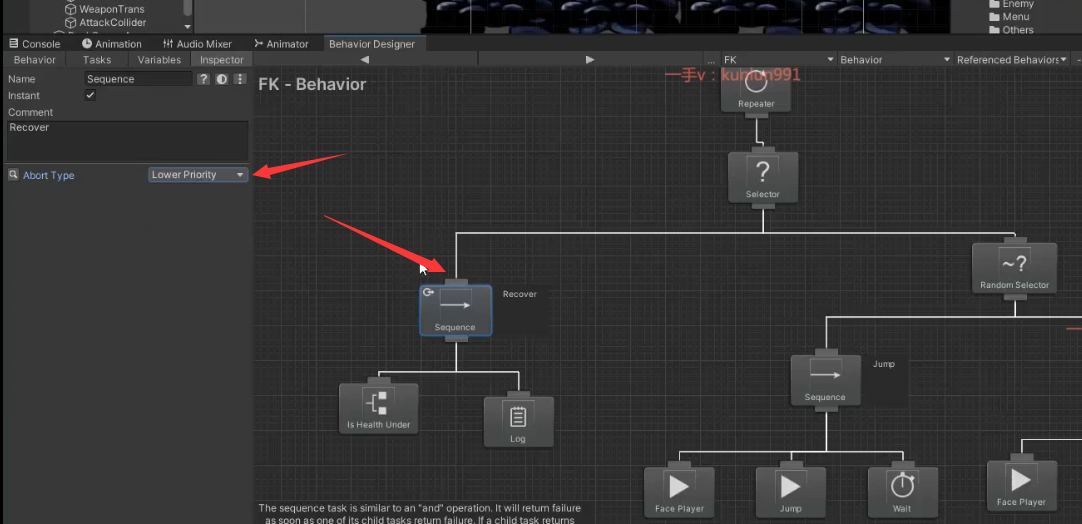 WeaponTrans
AttackCollider
Enemy
Menu
Others
Console
Animation
Audio Mixer
Animator
Behavior Designer
Behavior
Tasks
Variables
Inspector
...
FK
Behavior
Referenced Behaviors
Name
Sequence
Instant
Comment
Recover
Abort Type
Lower Priority
FK - Behavior
一手v：kunlun991
Repeater
Selector
Random Selector
Recover
Sequence
Jump
Sequence
Is Health Under
Log
Face Player
Jump
Wait
Face Player
The sequence task is similar to an "and" operation. It will return failure
as soon as one of its child tasks return failure. If a child task returns